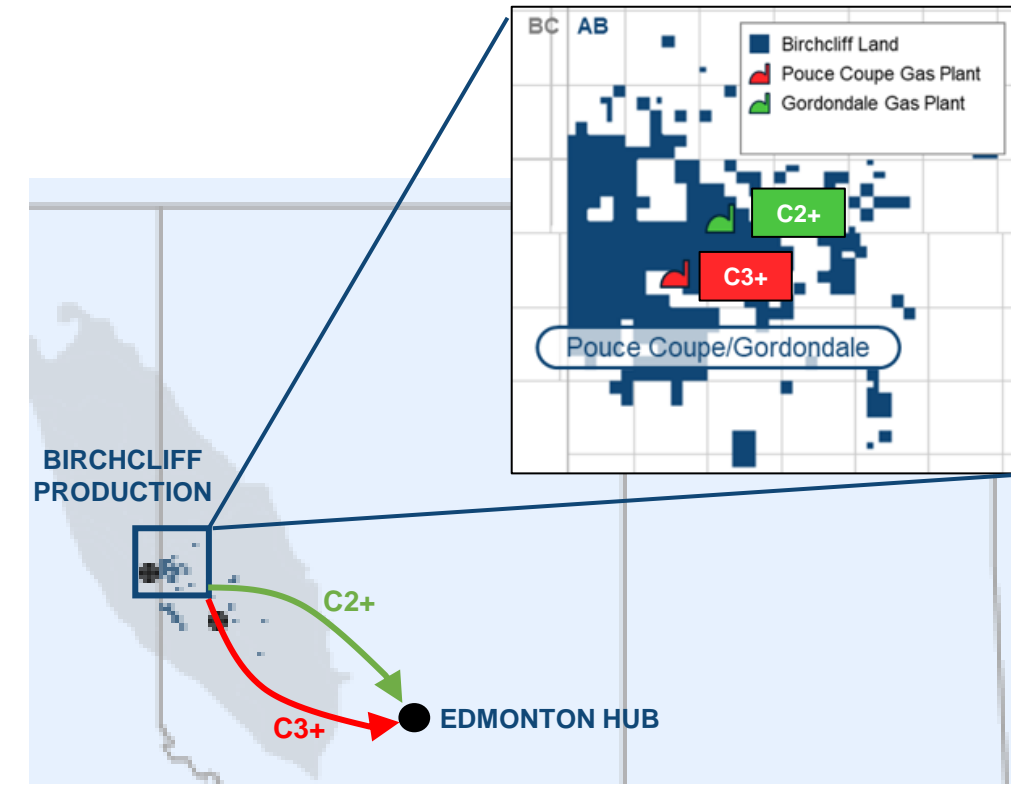 BC AB
Birchcliff Land
Pouce Coupe Gas Plant
Gordondale Gas Plant
C2+
C3+
Pouce Coupe/Gordondale
BIRCHCLIFF
PRODUCTION
C2+
C3+
EDMONTON HUB